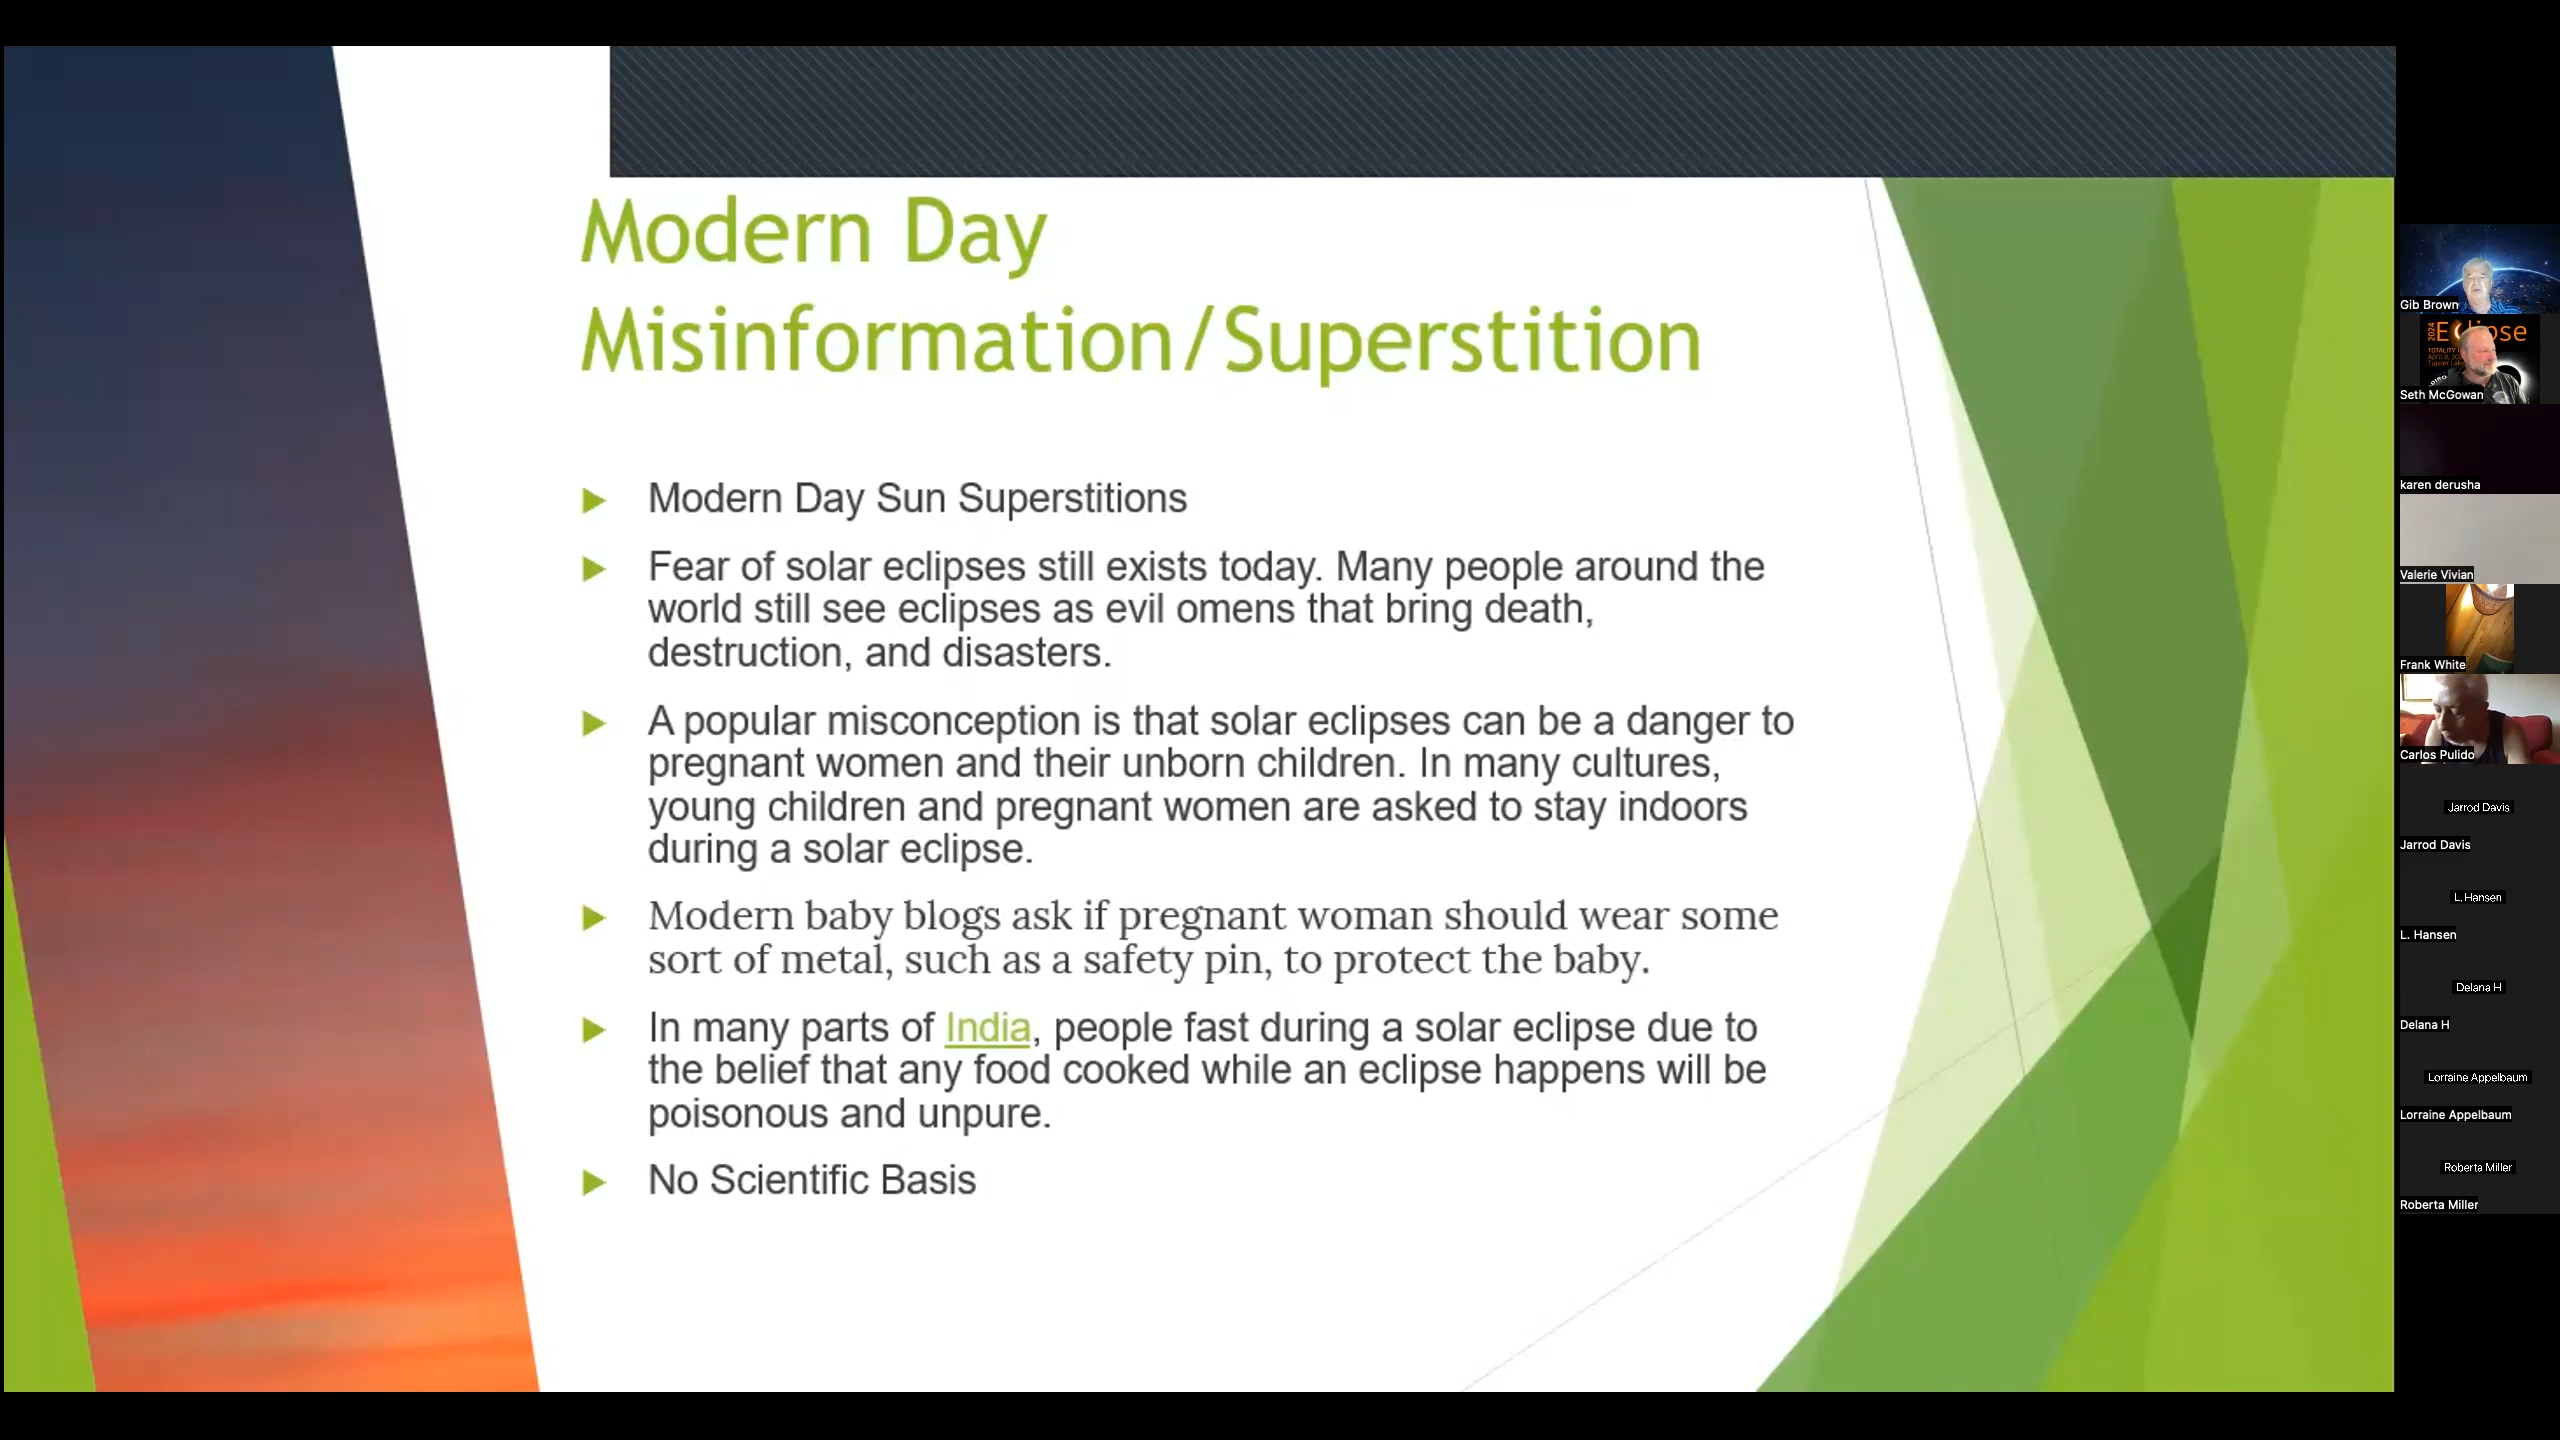 Modern Day
Misinformation/Superstition
Modern Day Sun Superstitions
Fear of solar eclipses still exists today. Many people around the
world still see eclipses as evil omens that bring death,
destruction, and disasters.
A popular misconception is that solar eclipses can be a danger to
pregnant women and their unborn children. In many cultures,
young children and pregnant women are asked to stay indoors
during a solar eclipse.
Modern baby blogs ask if pregnant woman should wear some
sort of metal, such as a safety pin, to protect the baby.
In many parts of India, people fast during a solar eclipse due to
the belief that any food cooked while an eclipse happens will be
poisonous and unpure.
No Scientific Basis
Gib Brown
2024
Seth McGowan
karen derusha
Valerie Vivian
Frank White
Carlos Pulido
Jarrod Davis
Jarrod Davis
L. Hansen
L. Hansen
Delana H
Delana H
Lorraine Appelbaum
Lorraine Appelbaum
Roberta Miller
Roberta Miller